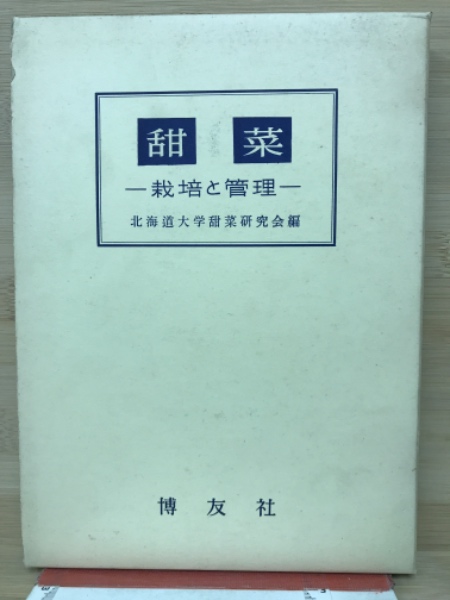 甜菜
―栽培と管理―
北海道大学甜菜研究会編
博友社